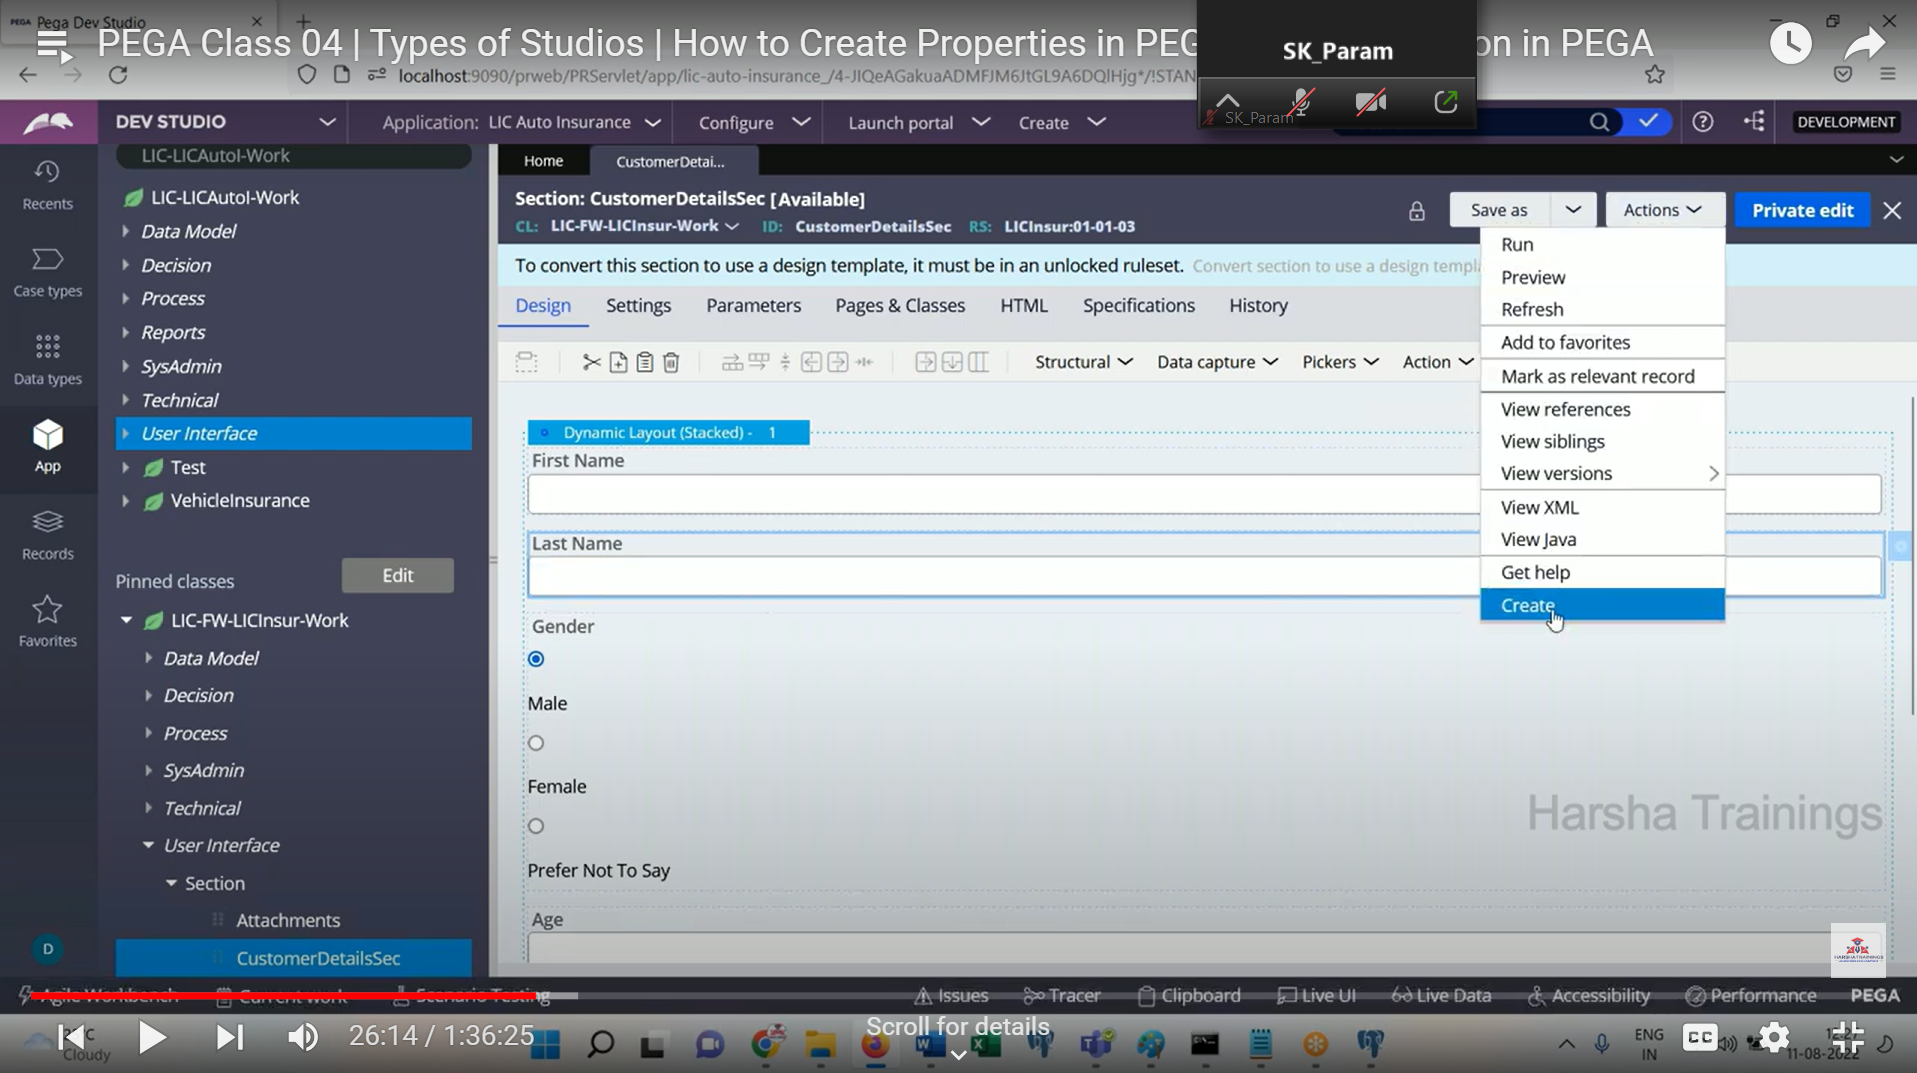 PEGA Pega Dev Studio
PEGA Class 04 | Types of Studios | How to Create Properties in PEG
on in PEGA
SK_Param
SK_Param
localhost:9090/prweb/PRServlet/app/lic-auto-insurance_/4-JIQeAGakuaADMFJM6JtGL9A6DQIHjg*/!STAN
DEV STUDIO
Application: LIC Auto Insurance
Configure
Launch portal
Create
DEVELOPMENT
Recents
Case types
Data types
App
Records
Favorites
D
LIC-LICAutoI-Work
LIC-LICAutoI-Work
Data Model
Decision
Process
Reports
SysAdmin
Technical
User Interface
Test
VehicleInsurance
Pinned classes
Edit
LIC-FW-LICInsur-Work
Data Model
Decision
Process
SysAdmin
Technical
User Interface
Section
Attachments
CustomerDetailsSec
Home
CustomerDetai...
Section: CustomerDetailsSec [Available]
CL: LIC-FW-LICInsur-Work ID: CustomerDetailsSec RS: LICInsur:01-01-03
Save as
Actions
Private edit
To convert this section to use a design template, it must be in an unlocked ruleset. Convert section to use a design templ
Design
Settings
Parameters
Pages & Classes
HTML
Specifications
History
Structural
Data capture
Pickers
Action
Run
Preview
Refresh
Add to favorites
Mark as relevant record
View references
View siblings
View versions
View XML
View Java
Get help
Create
Dynamic Layout (Stacked) - 1
First Name
Last Name
Gender
Male
Female
Prefer Not To Say
Age
Harsha Trainings
HARSHA TRAININGS
Agile Workbench
Current work
Scenario Testing
Issues
Tracer
Clipboard
Live UI
Live Data
Accessibility
Performance
PEGA
Cloudy
26:14 / 1:36:25
Scroll for details
ENG
IN
CC
11-08-2022